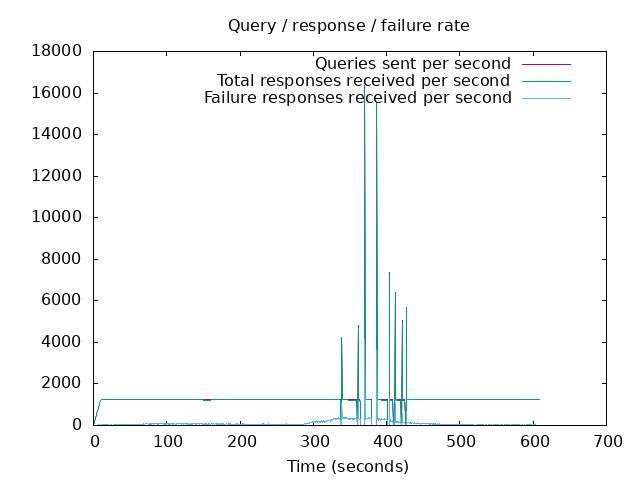 Query / response / failure rate
Queries sent per second
Total responses received per second
Failure responses received per second
18000
16000
14000
12000
10000
8000
6000
4000
2000
0
0 100 200 300 400 500 600 700
Time (seconds)